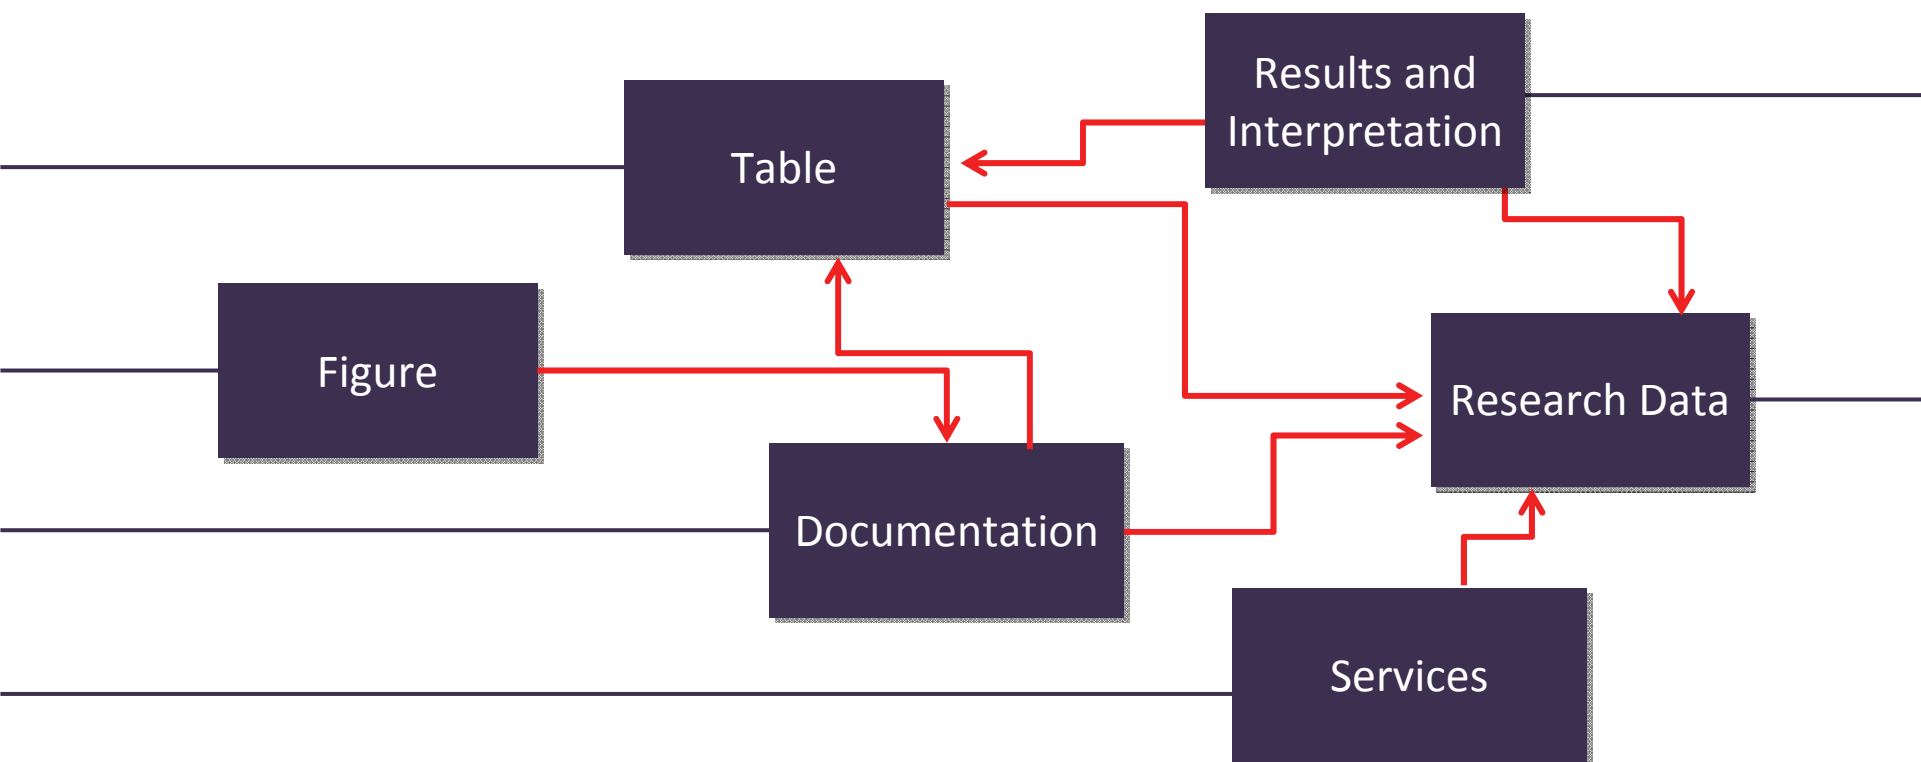 Results and
Interpretation
Table
Figure
Research Data
Documentation
Services